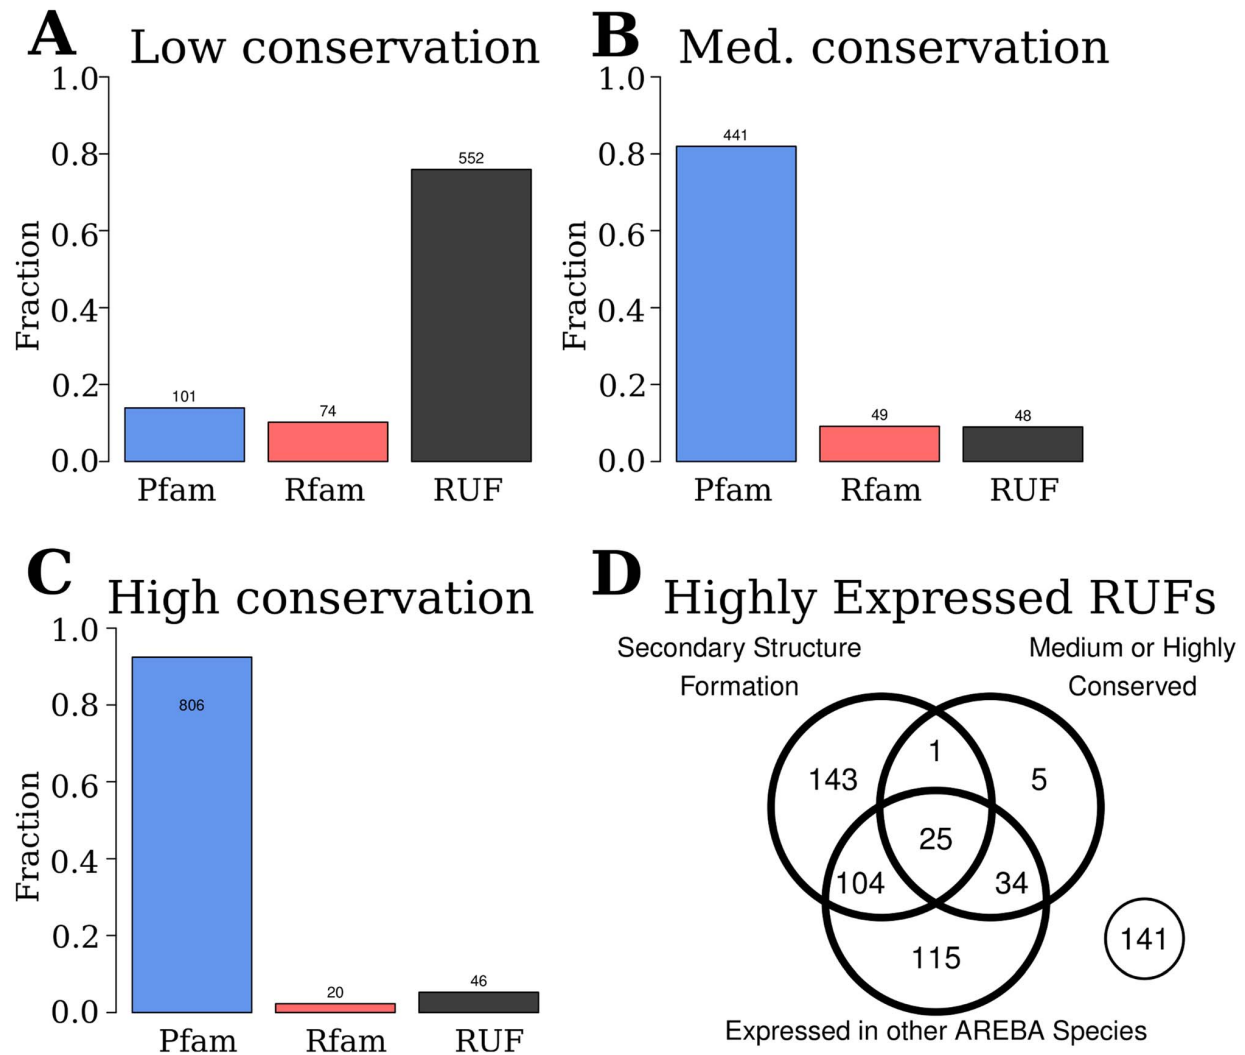 A
Low conservation
1.0
0.8
0.6
0.4
0.2
0.0
Fraction
101
74
552
Pfam
Rfam
RUF
B
Med. conservation
1.0
0.8
0.6
0.4
0.2
0.0
Fraction
441
49
48
Pfam
Rfam
RUF
C
High conservation
1.0
0.8
0.6
0.4
0.2
0.0
Fraction
806
20
46
Pfam
Rfam
RUF
D
Highly Expressed RUFs
Secondary Structure
Formation
Medium or Highly
Conserved
1
143
5
25
104
34
115
141
Expressed in other AREBA Species